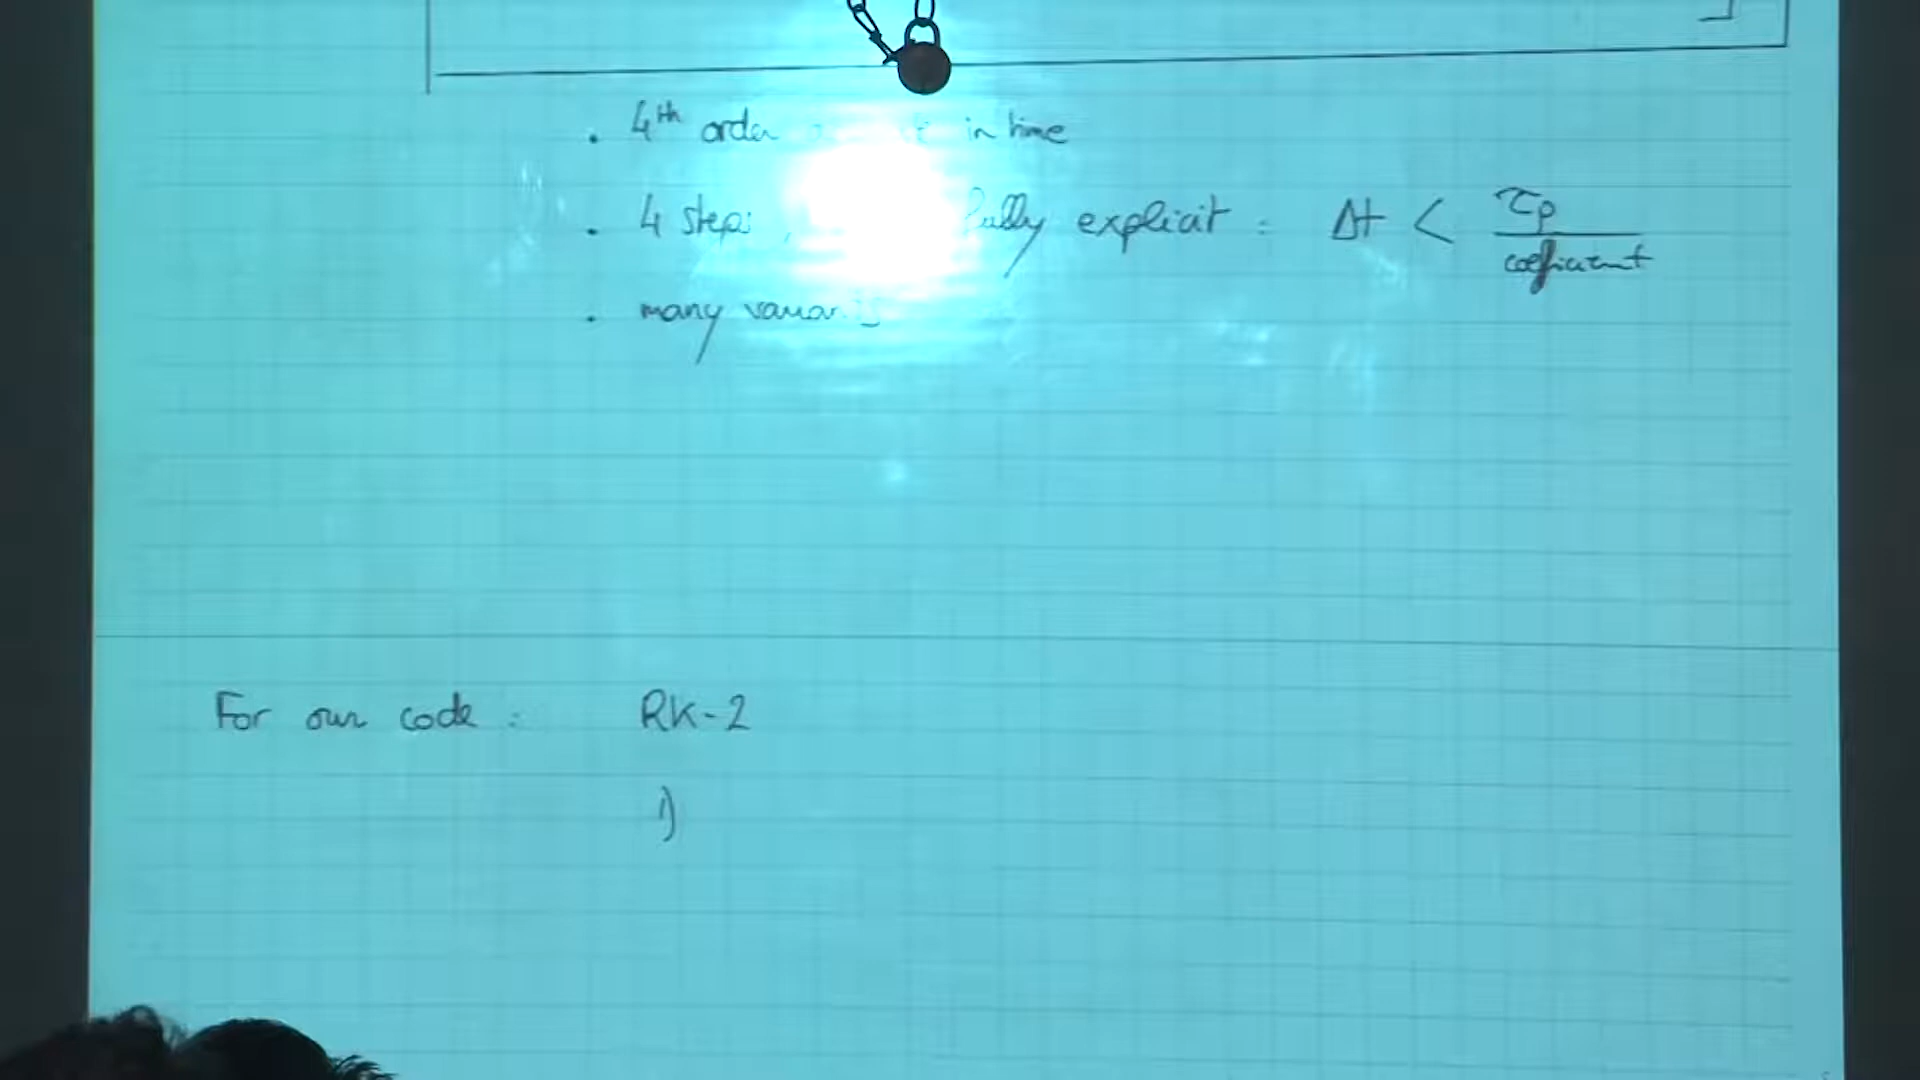 . 4th order in time
. 4 steps, fully explicit : Δt < τp / coefficient
. many
For our code : RK-2
1)